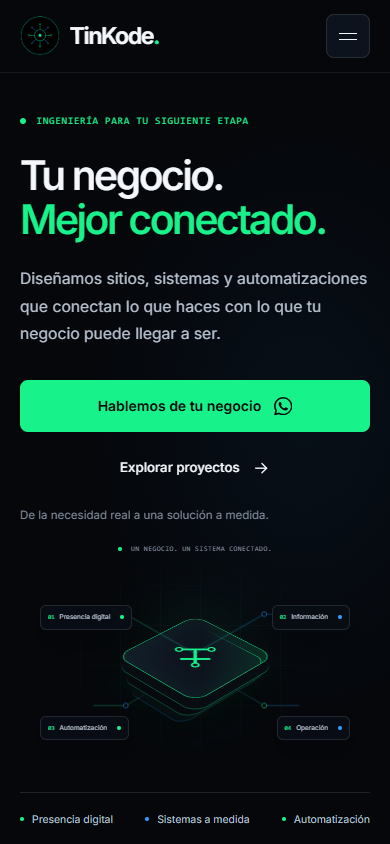 TinKode.
INGENIERÍA PARA TU SIGUIENTE ETAPA
Tu negocio.
Mejor conectado.
Diseñamos sitios, sistemas y automatizaciones
que conectan lo que haces con lo que tu
negocio puede llegar a ser.
Hablemos de tu negocio
Explorar proyectos →
De la necesidad real a una solución a medida.
UN NEGOCIO. UN SISTEMA CONECTADO.
01 Presencia digital
02 Información
03 Automatización
04 Operación
Presencia digital
Sistemas a medida
Automatización